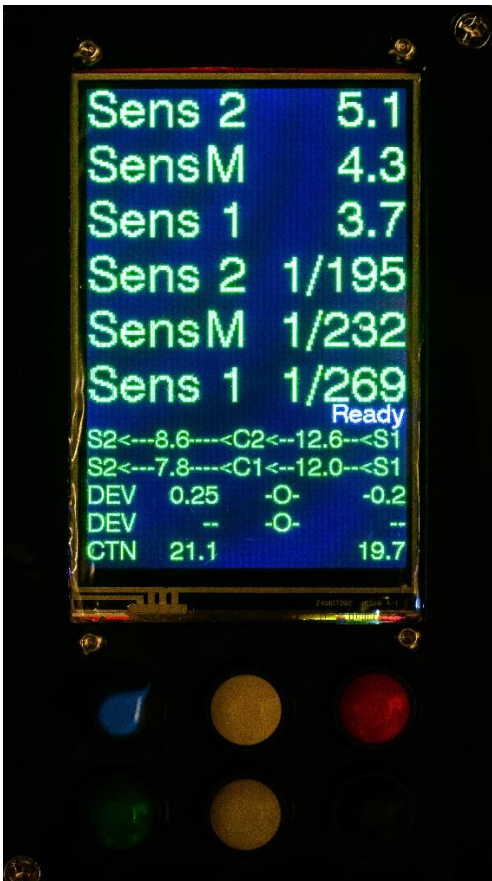 Sens 2 5.1
SensM 4.3
Sens 1 3.7
Sens 2 1/195
SensM 1/232
Sens 1 1/269
Ready
S2<---8.6----<C2<--12.6--<S1
S2<---7.8----<C1<--12.0--<S1
DEV 0.25 -O- -0.2
DEV -- -O- --
CTN 21.1 19.7